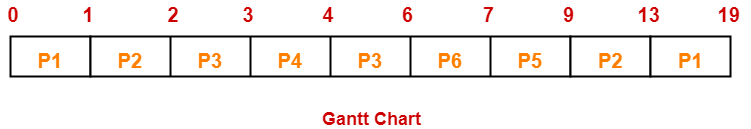 0 1 2 3 4 6 7 9 13 19
P1 P2 P3 P4 P3 P6 P5 P2 P1
Gantt Chart